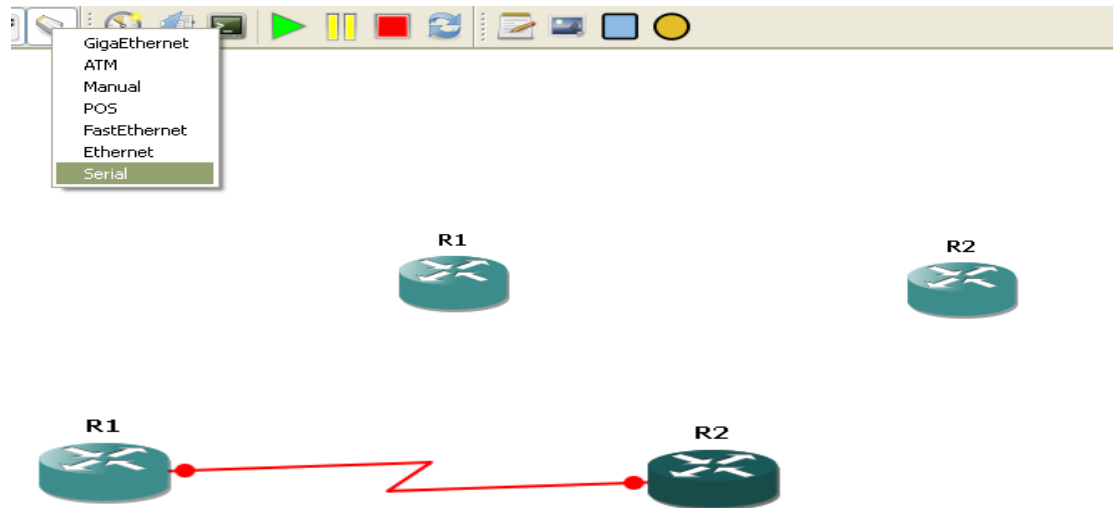 GigaEthernet
ATM
Manual
POS
FastEthernet
Ethernet
Serial
R1
R2
R1
R2